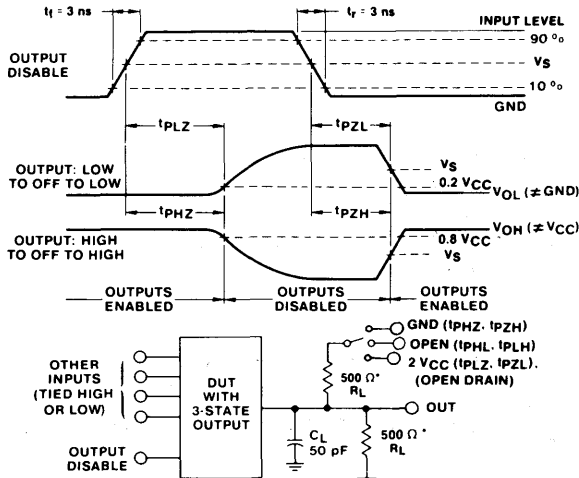 tf = 3 ns
tr = 3 ns
INPUT LEVEL
90 %
OUTPUT
DISABLE
VS
10 %
GND
tPLZ
tPZL
OUTPUT: LOW
TO OFF TO LOW
VS
0.2 VCC
VOL (≠ GND)
tPHZ
tPZH
VOH (≠ VCC)
OUTPUT: HIGH
TO OFF TO
HIGH
0.8 VCC
VS
OUTPUTS
ENABLED
OUTPUTS
DISABLED
OUTPUTS
ENABLED
GND (tPHZ, tPZH)
OPEN (tPHL, tPLH)
2 VCC (tPLZ, tPZL).
(OPEN DRAIN)
OTHER
INPUTS
(TIED HIGH
OR LOW)
OUTPUT
DISABLE
DUT
WITH
3-STATE
OUTPUT
500 Ω*
RL
OUT
CL
50 pF
500 Ω*
RL